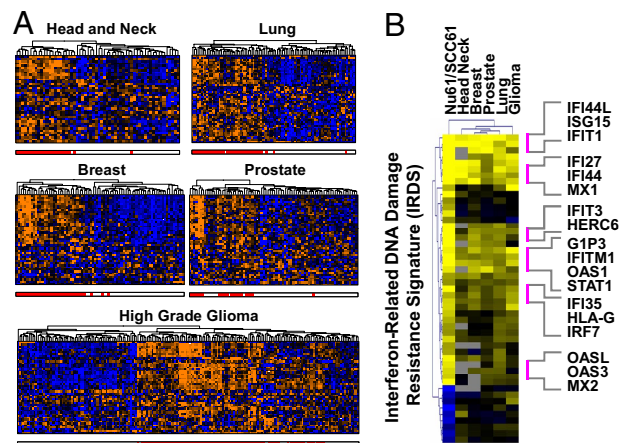 A
Head and Neck
Lung
Breast
Prostate
High Grade Glioma
B
Nu61/SCC61
Head Neck
Breast
Prostate
Lung
Glioma
Interferon-Related DNA Damage
Resistance Signature (IRDS)
IFI44L
ISG15
IFIT1
IFI27
IFI44
MX1
IFIT3
HERC6
G1P3
IFITM1
OAS1
STAT1
IFI35
HLA-G
IRF7
OASL
OAS3
MX2